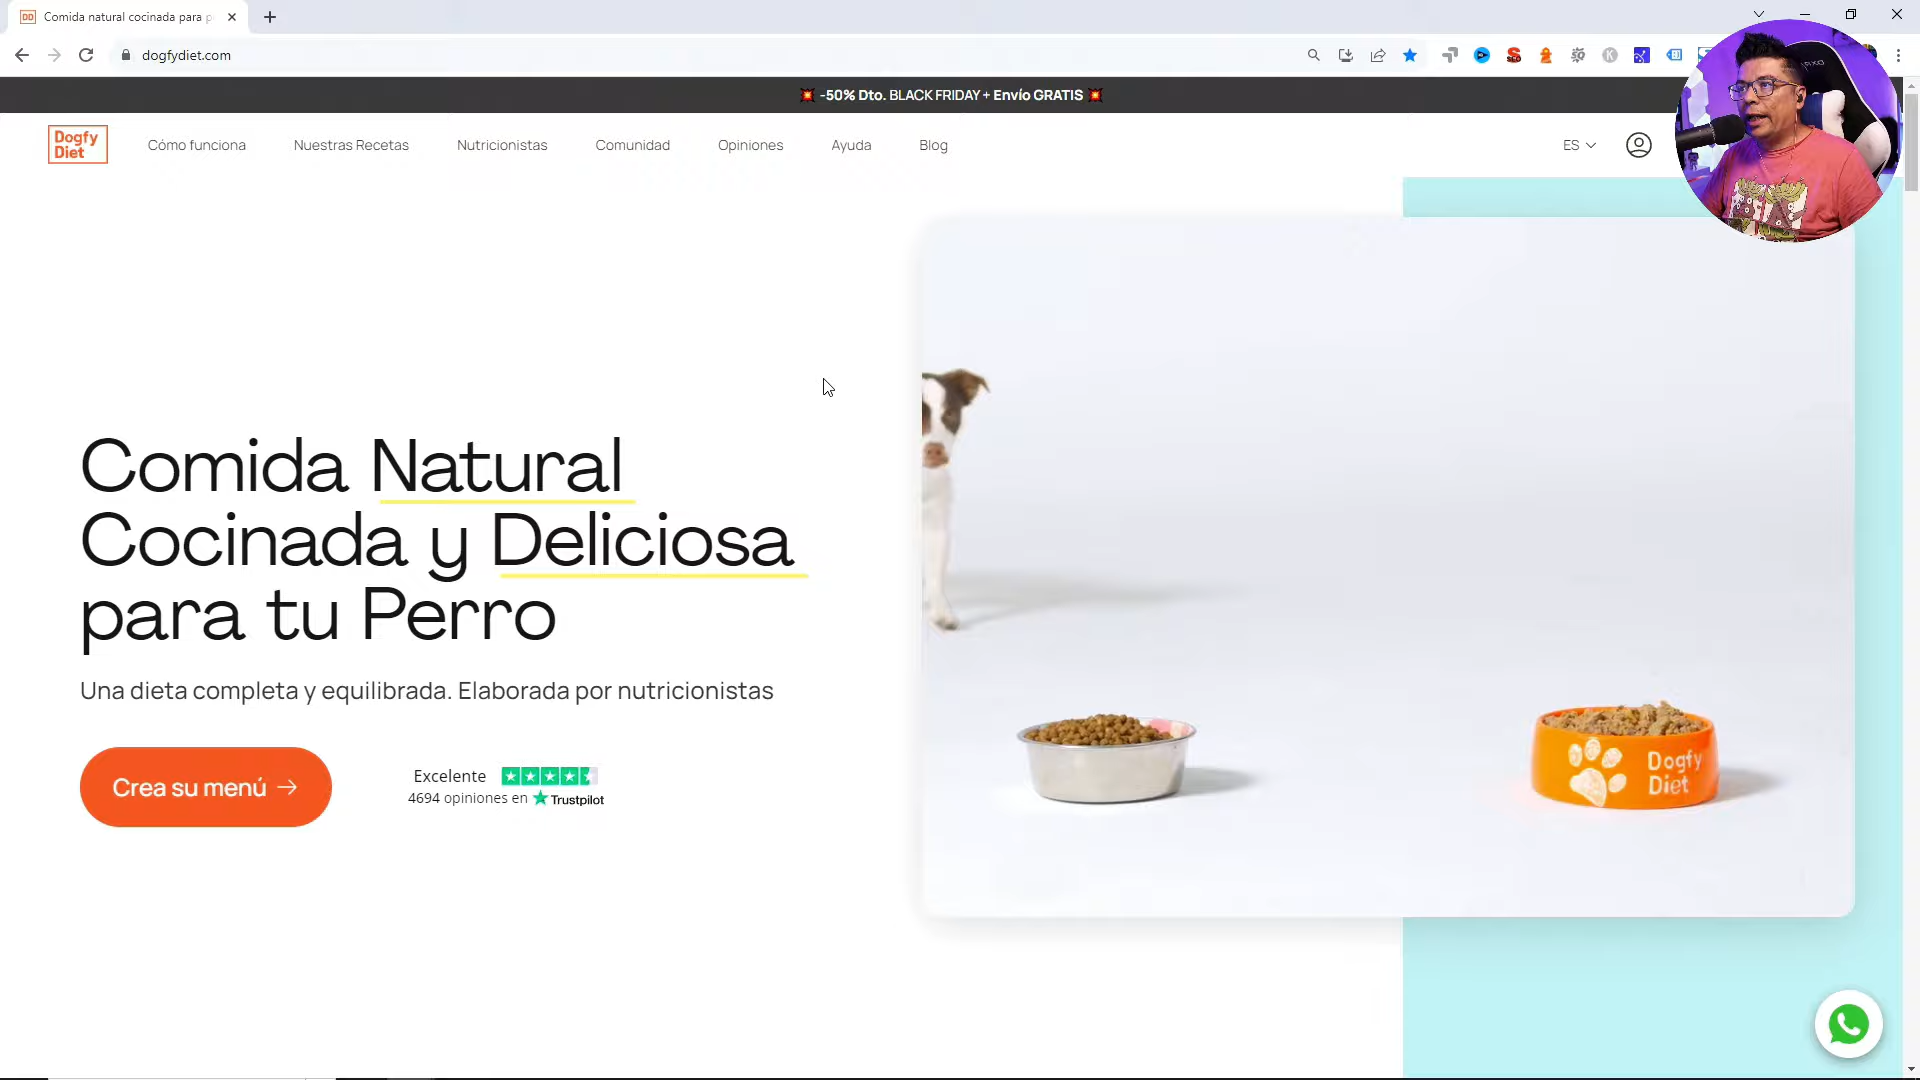 Comida natural cocinada para p
dogfydiet.com
-50% Dto. BLACK FRIDAY + Envío GRATIS
Dogfy
Diet
Cómo funciona
Nuestras Recetas
Nutricionistas
Comunidad
Opiniones
Ayuda
Blog
ES
Comida Natural
Cocinada y Deliciosa
para tu Perro
Una dieta completa y equilibrada. Elaborada por nutricionistas
Crea su menú →
Excelente
4694 opiniones en Trustpilot
Dogfy
Diet